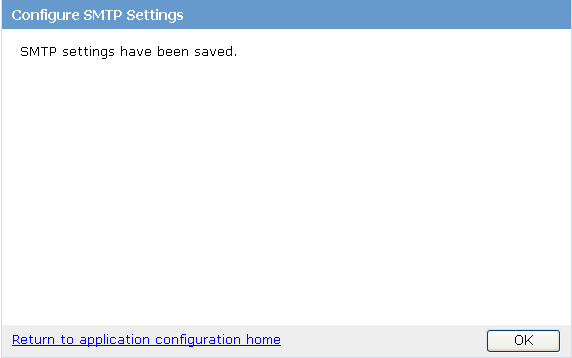 Configure SMTP Settings
SMTP settings have been saved.
Return to application configuration home
OK